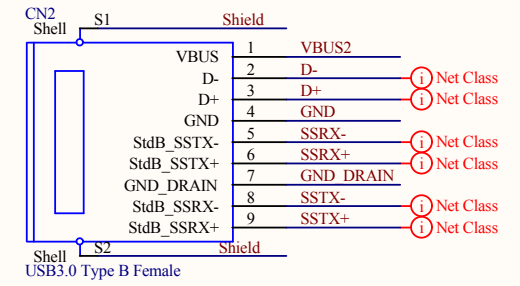 CN2
Shell S1 Shield
VBUS 1 VBUS2
D- 2 D- i Net Class
D+ 3 D+ i Net Class
GND 4 GND
StdB_SSTX- 5 SSRX- i Net Class
StdB_SSTX+ 6 SSRX+ i Net Class
GND_DRAIN 7 GND_DRAIN
StdB_SSRX- 8 SSTX- i Net Class
StdB_SSRX+ 9 SSTX+ i Net Class
Shell S2 Shield
USB3.0 Type B Female